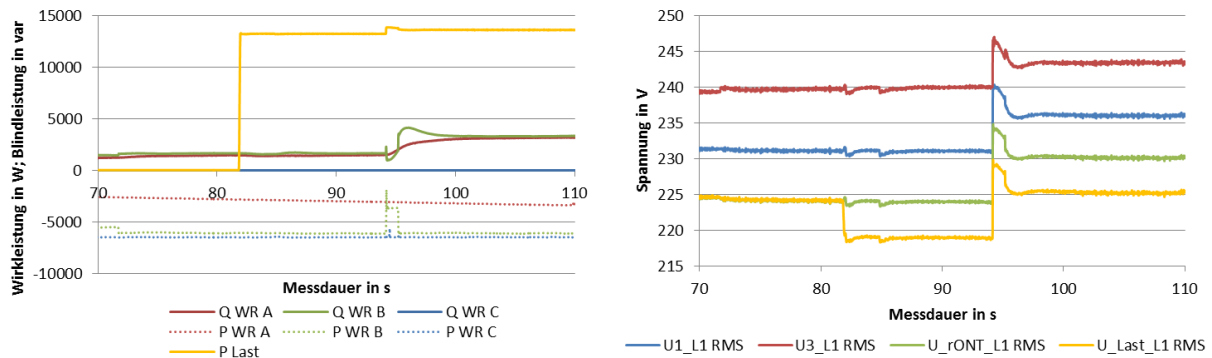 Wirkleistung in W; Blindleistung in var
15000
10000
5000
0
-5000
-10000
70 80 90 100 110
Messdauer in s
Q WR A Q WR B Q WR C
P WR A P WR B P WR C
P Last
Spannung in V
250
245
240
235
230
225
220
215
70 80 90 100 110
Messdauer in s
U1_L1 RMS U3_L1 RMS U_rONT_L1 RMS U_Last_L1 RMS